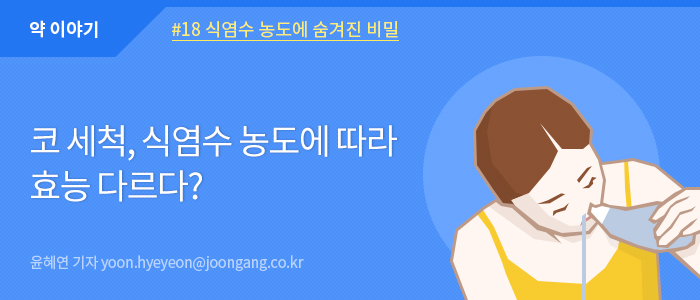 약 이야기
#18 식염수 농도에 숨겨진 비밀
코 세척, 식염수 농도에 따라
효능 다르다?
윤혜연 기자 yoon.hyeyeon@joongang.co.kr